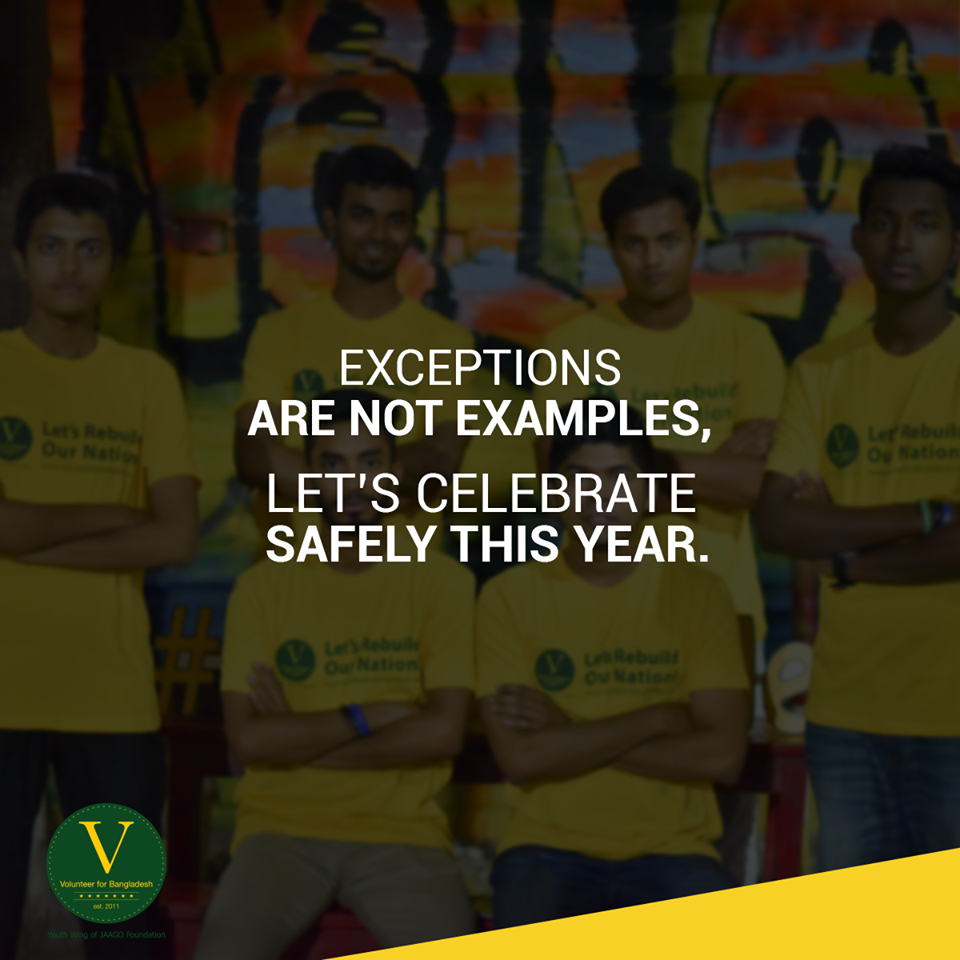 EXCEPTIONS
ARE NOT EXAMPLES,
LET'S CELEBRATE
SAFELY THIS YEAR.
V
Let's Rebuild
Our Nation
V
Let's Rebuild
Our Nation
V
Let's Rebuild
Our Nation
V
Let's Rebuild
Our Nation
#
V
Volunteer for Bangladesh
est. 2011
Youth Wing of JAAGO Foundation